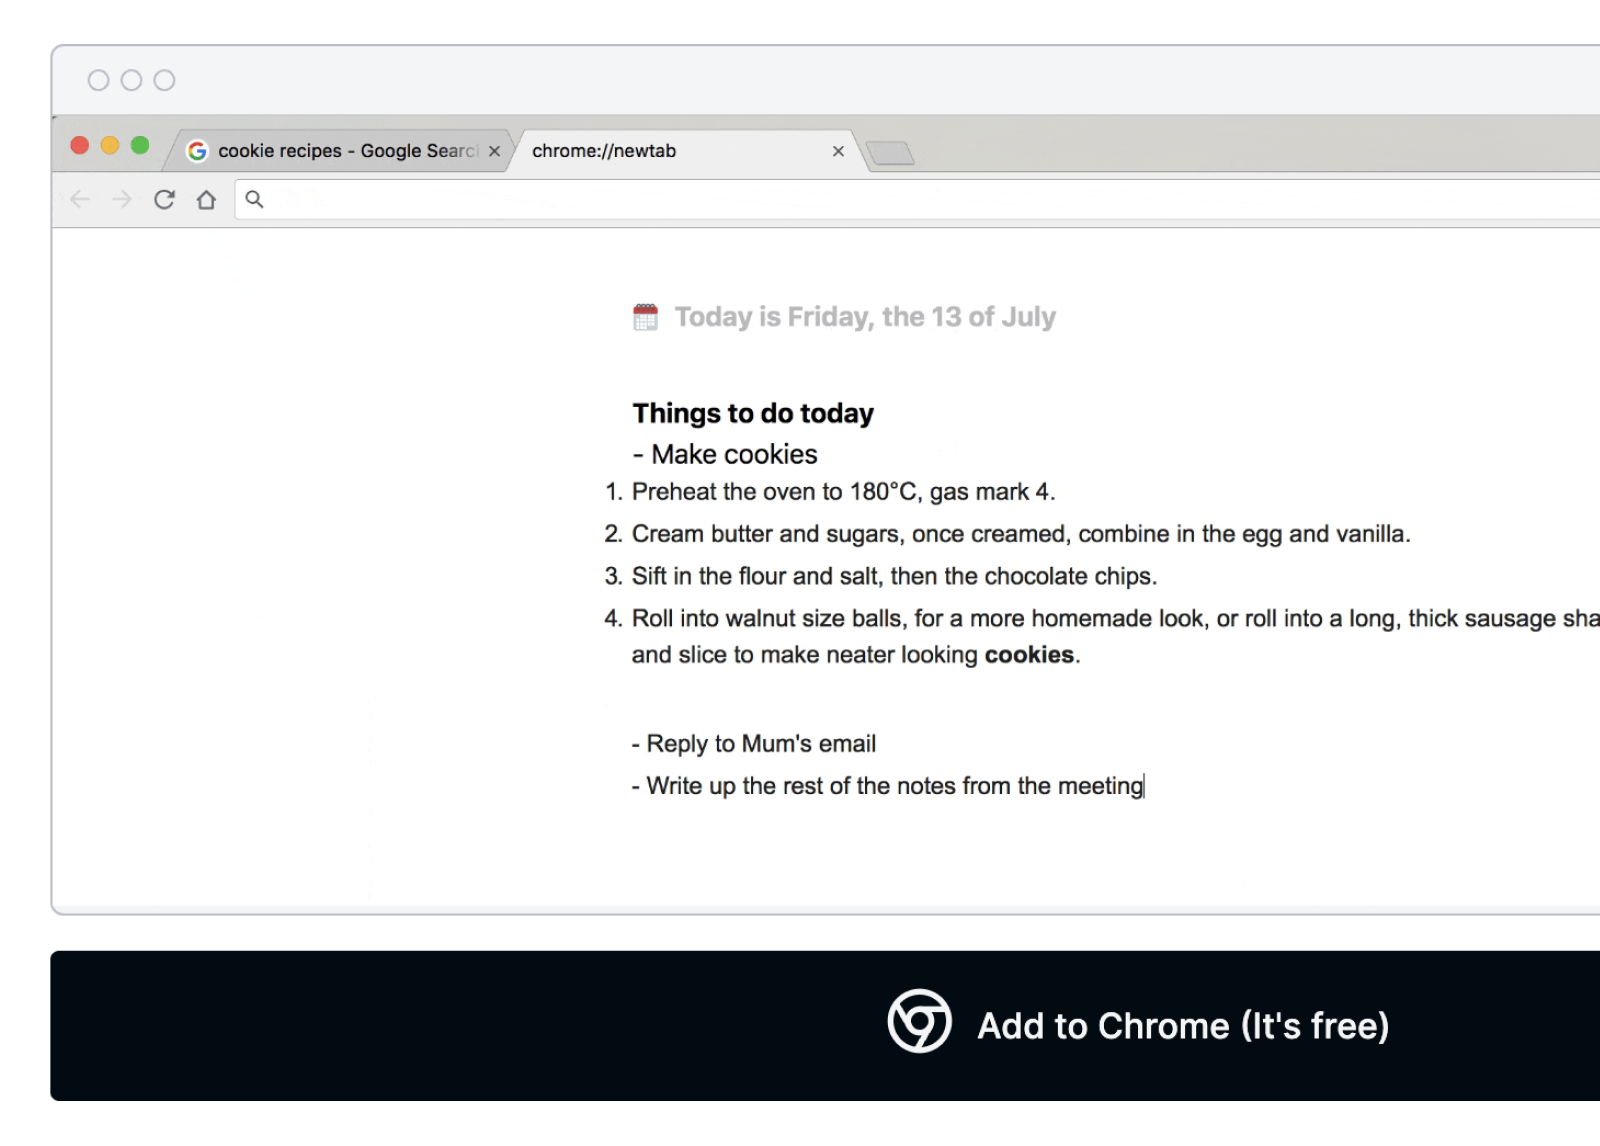 cookie recipes - Google Searc
chrome://newtab
Today is Friday, the 13 of July
Things to do today
- Make cookies
1. Preheat the oven to 180°C, gas mark 4.
2. Cream butter and sugars, once creamed, combine in the egg and vanilla.
3. Sift in the flour and salt, then the chocolate chips.
4. Roll into walnut size balls, for a more homemade look, or roll into a long, thick sausage sha
and slice to make neater looking cookies.
- Reply to Mum's email
- Write up the rest of the notes from the meeting
Add to Chrome (It's free)